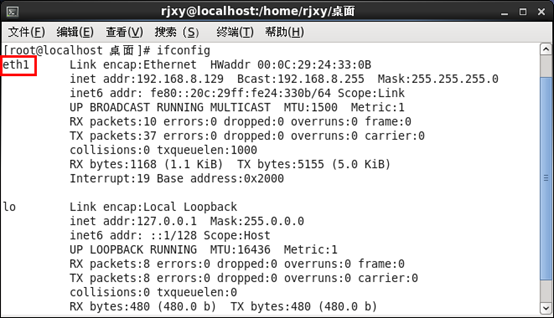 rjxy@localhost:/home/rjxy/桌面
文件(F) 编辑(E) 查看(V) 搜索(S) 终端(T) 帮助(H)
[root@localhost 桌面]# ifconfig
eth1 Link encap:Ethernet HWaddr 00:0C:29:24:33:0B
inet addr:192.168.8.129 Bcast:192.168.8.255 Mask:255.255.255.0
inet6 addr: fe80::20c:29ff:fe24:330b/64 Scope:Link
UP BROADCAST RUNNING MULTICAST MTU:1500 Metric:1
RX packets:10 errors:0 dropped:0 overruns:0 frame:0
TX packets:37 errors:0 dropped:0 overruns:0 carrier:0
collisions:0 txqueuelen:1000
RX bytes:1168 (1.1 KiB) TX bytes:5155 (5.0 KiB)
Interrupt:19 Base address:0x2000
lo Link encap:Local Loopback
inet addr:127.0.0.1 Mask:255.0.0.0
inet6 addr: ::1/128 Scope:Host
UP LOOPBACK RUNNING MTU:16436 Metric:1
RX packets:8 errors:0 dropped:0 overruns:0 frame:0
TX packets:8 errors:0 dropped:0 overruns:0 carrier:0
collisions:0 txqueuelen:0
RX bytes:480 (480.0 b) TX bytes:480 (480.0 b)